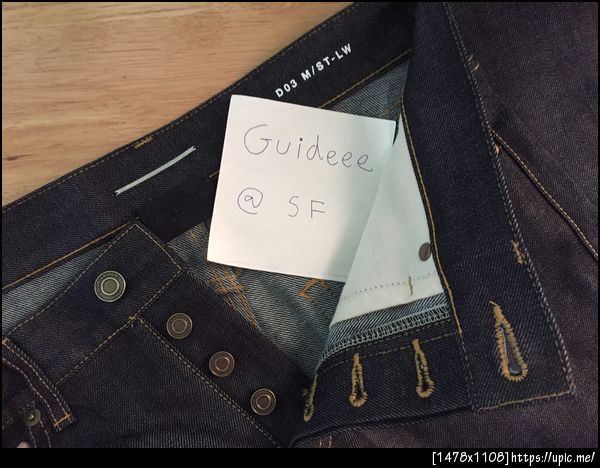 D03 M/ST-LW
Guideee
@ SF
[1478x1108]https://upic.me/